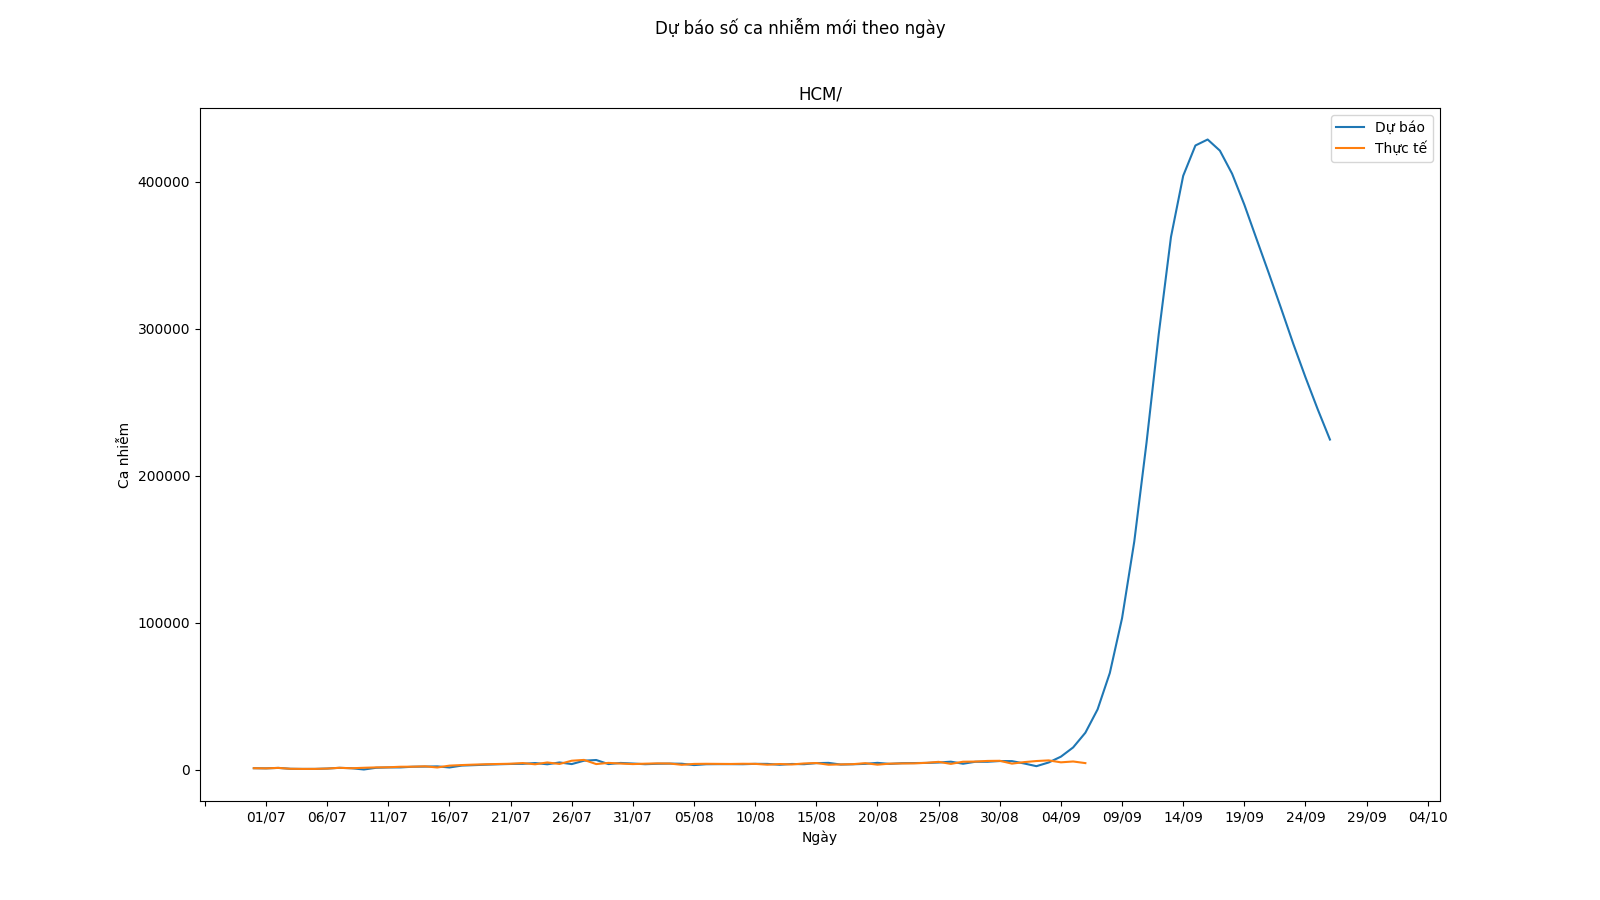 Dự báo số ca nhiễm mới theo ngày
HCM/
Dự báo
Thực tế
400000
300000
200000
100000
0
Ca nhiễm
01/07 06/07 11/07 16/07 21/07 26/07 31/07 05/08 10/08 15/08 20/08 25/08 30/08 04/09 09/09 14/09 19/09 24/09 29/09 04/10
Ngày